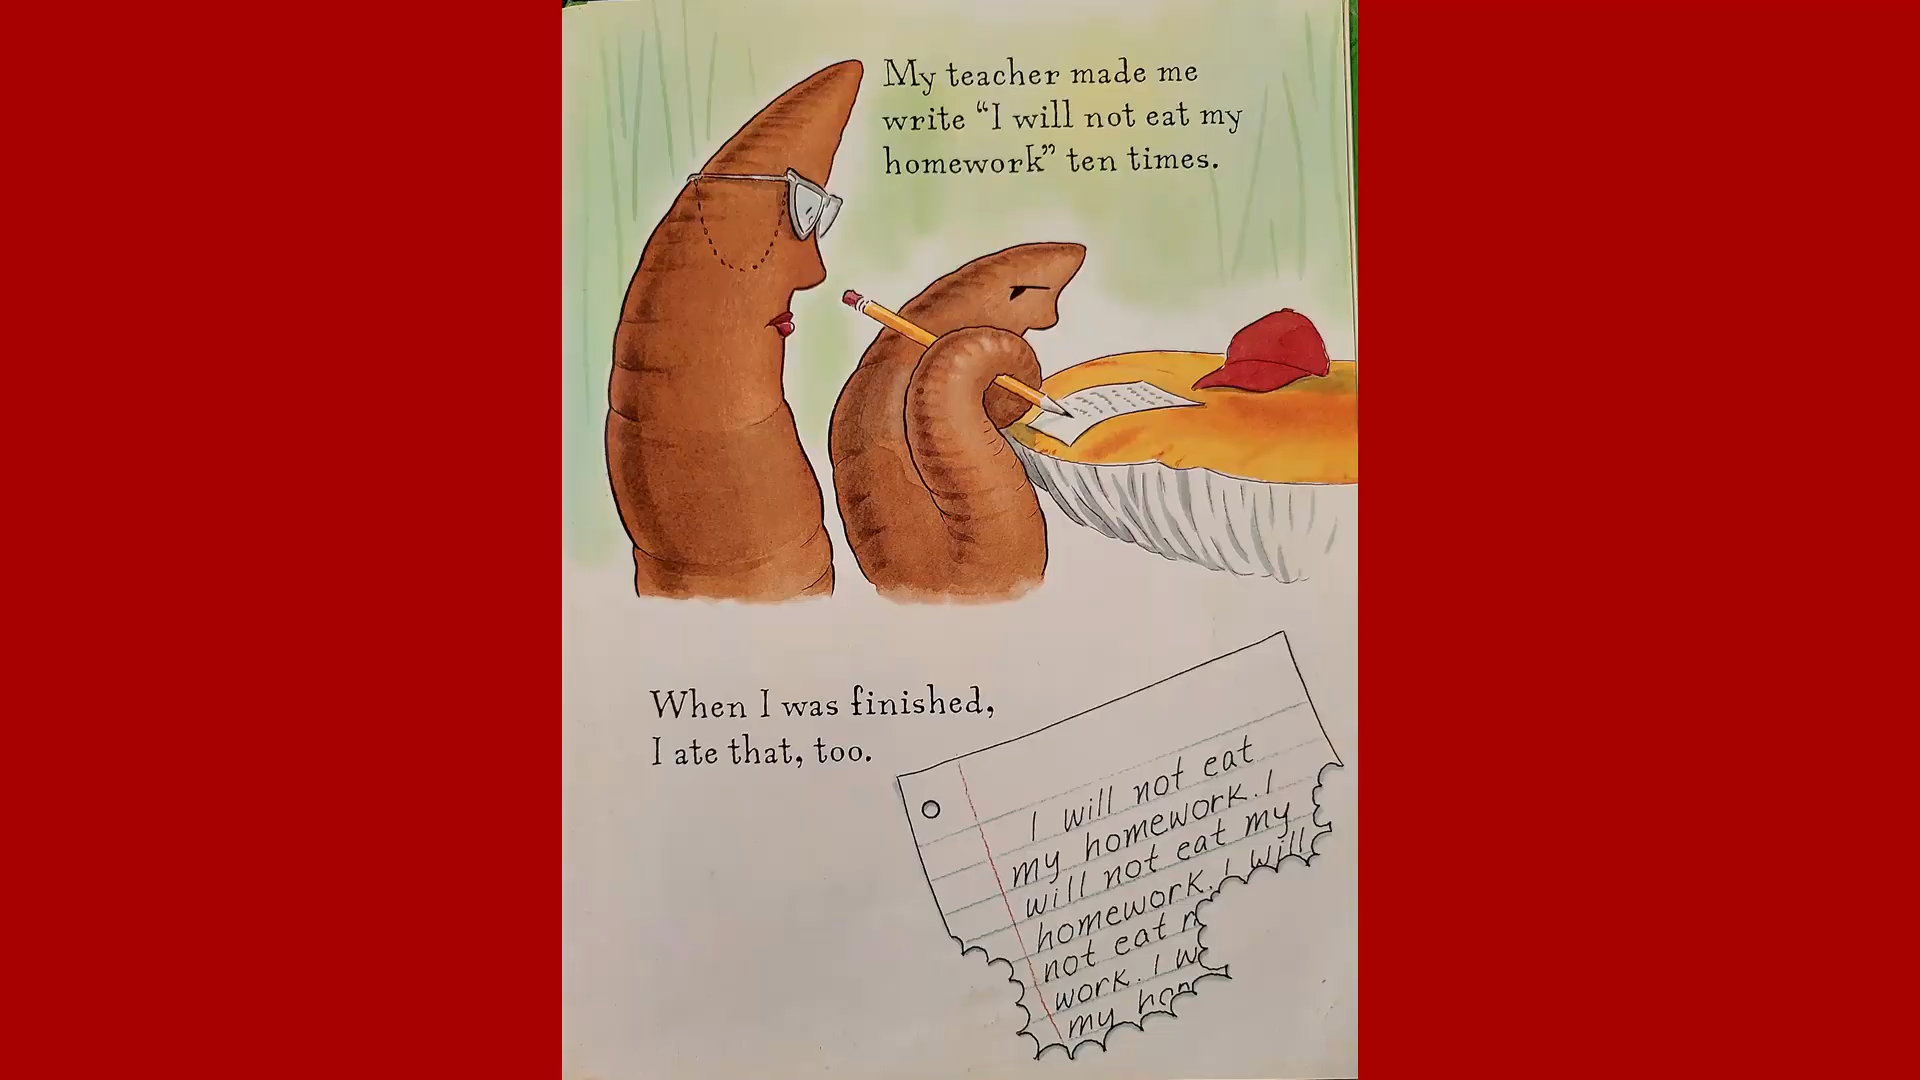 My teacher made me
write “I will not eat my
homework” ten times.
When I was finished,
I ate that, too.
I will not eat
my homework. I
will not eat my
homework. I will
not eat
work. I w
my hom